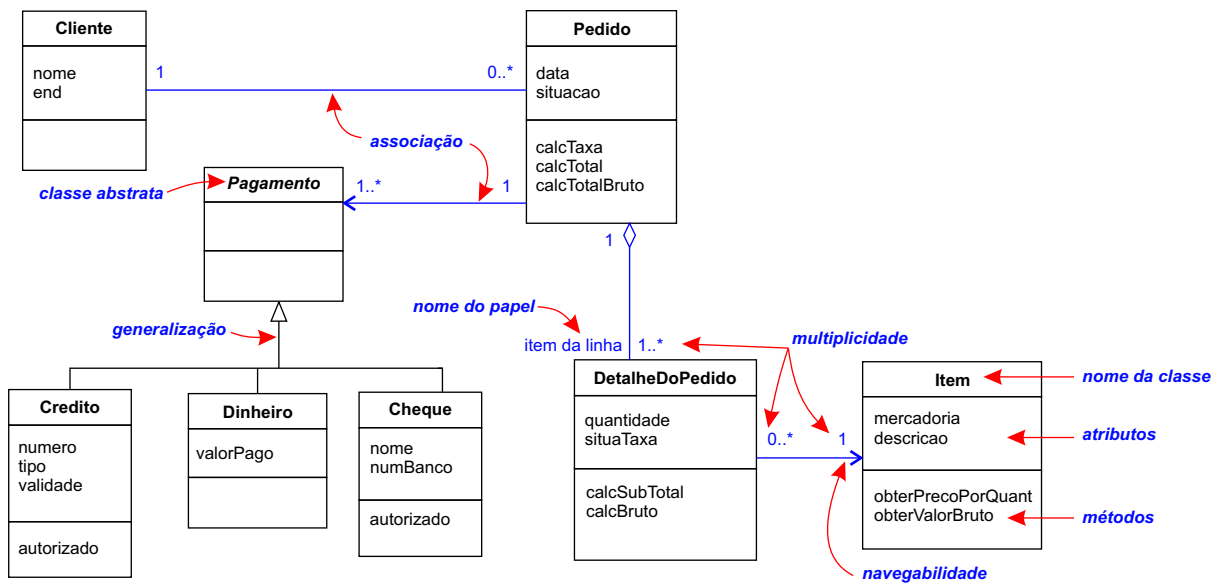 Cliente
nome
end
1
0..*
Pedido
data
situacao
calcTaxa
calcTotal
calcTotalBruto
associação
classe abstrata
Pagamento
1..*
1
1
generalização
nome do papel
item da linha
1..*
multiplicidade
Credito
numero
tipo
validade
autorizado
Dinheiro
valorPago
Cheque
nome
numBanco
autorizado
DetalheDoPedido
quantidade
situaTaxa
calcSubTotal
calcBruto
0..*
1
Item
mercadoria
descricao
obterPrecoPorQuant
obterValorBruto
nome da classe
atributos
métodos
navegabilidade